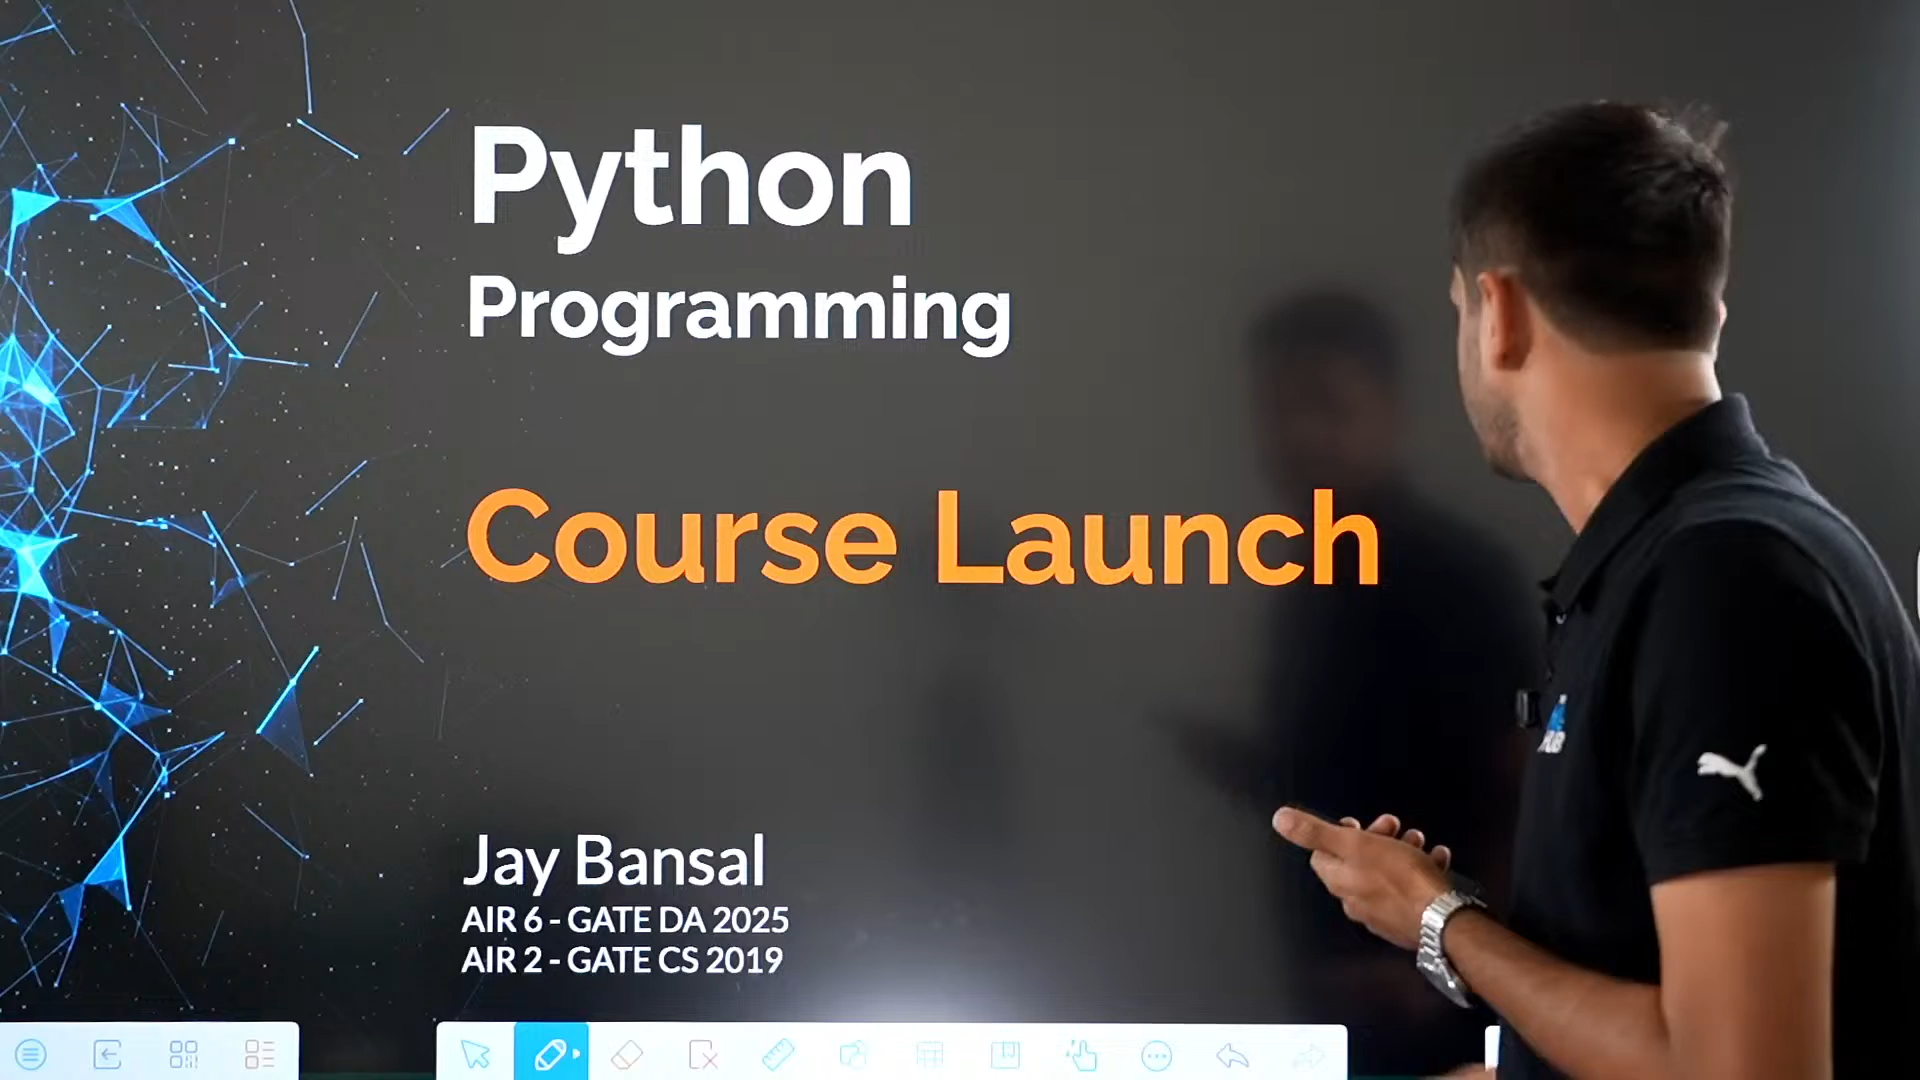 Python
Programming
Course Launch
Jay Bansal
AIR 6 - GATE DA 2025
AIR 2 - GATE CS 2019